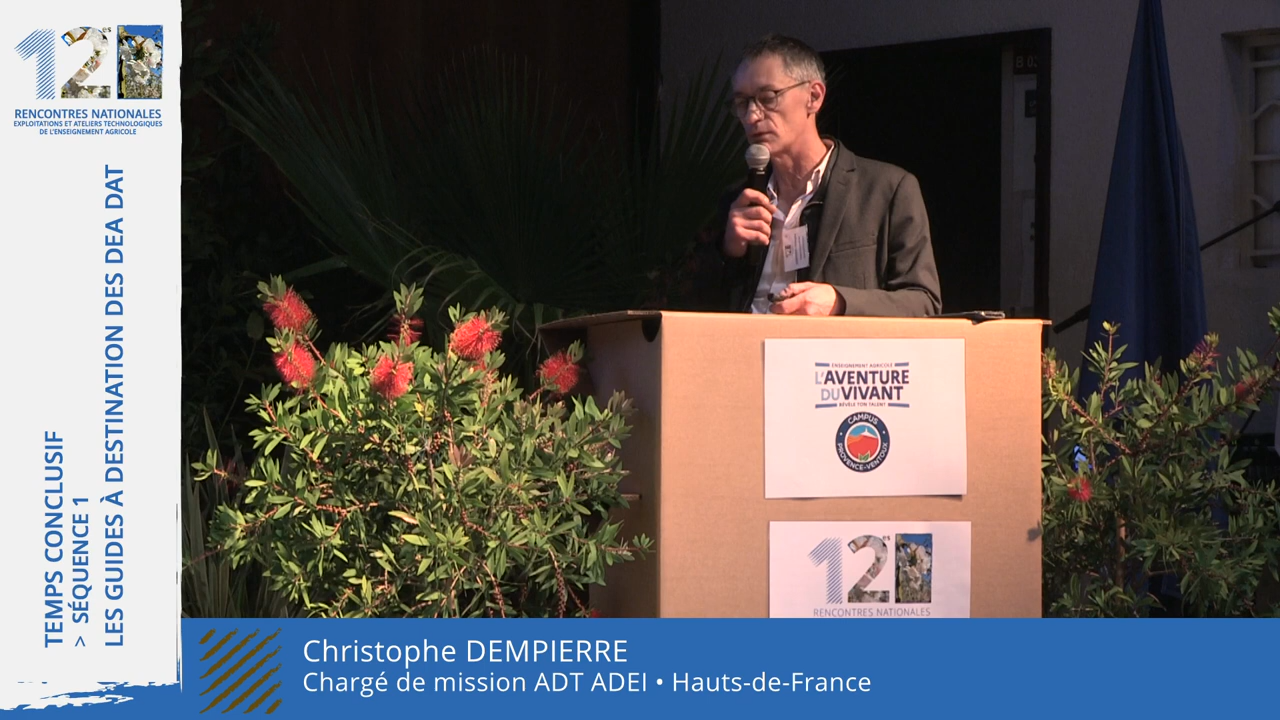 12es
RENCONTRES NATIONALES
EXPLOITATIONS ET ATELIERS TECHNOLOGIQUES
DE L'ENSEIGNEMENT AGRICOLE
TEMPS CONCLUSIF
> SÉQUENCE 1
LES GUIDES À DESTINATION DES DEA DAT
ENSEIGNEMENT AGRICOLE
L'AVENTURE
DU VIVANT
RÉVÈLE TON TALENT
CAMPUS
PROVENCE-VENTOUX
12es
RENCONTRES NATIONALES
Christophe DEMPIERRE
Chargé de mission ADT ADEI • Hauts-de-France